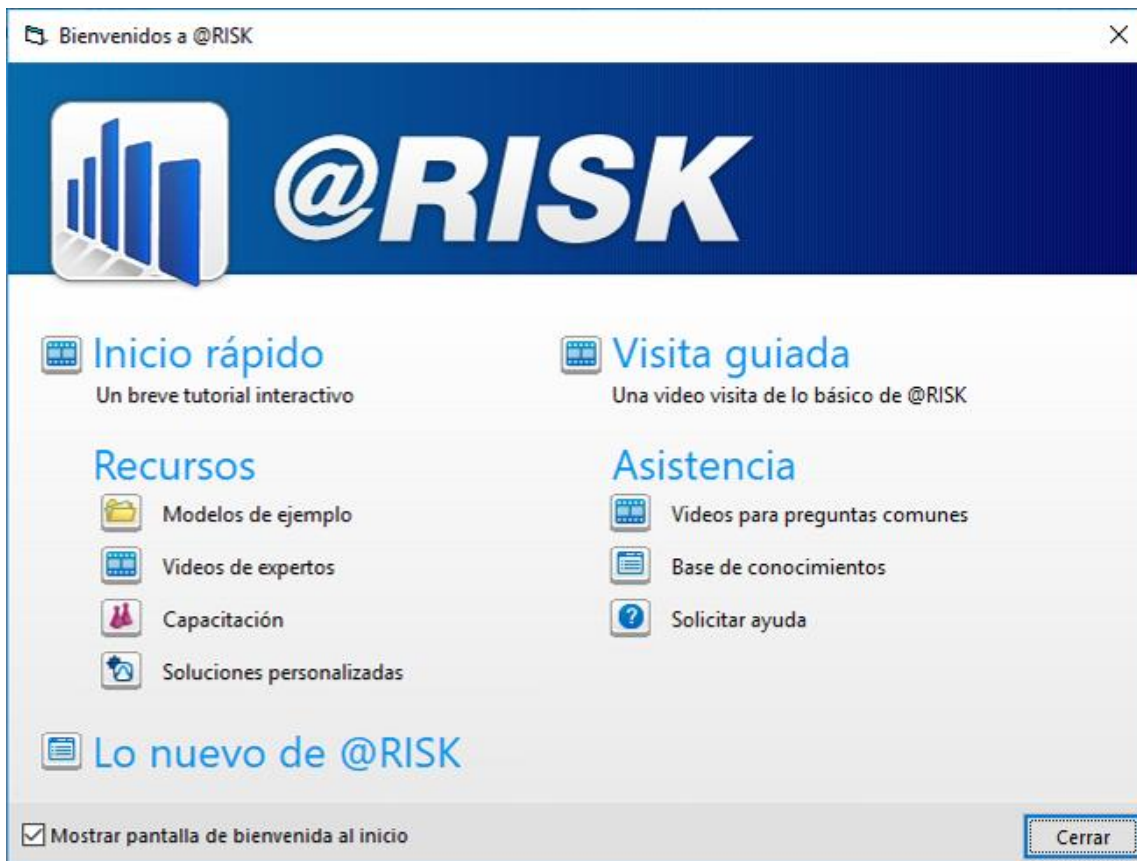 Bienvenidos a @RISK
@RISK
Inicio rápido
Un breve tutorial interactivo
Visita guiada
Una video visita de lo básico de @RISK
Recursos
Modelos de ejemplo
Videos de expertos
Capacitación
Soluciones personalizadas
Asistencia
Videos para preguntas comunes
Base de conocimientos
Solicitar ayuda
Lo nuevo de @RISK
Mostrar pantalla de bienvenida al inicio
Cerrar